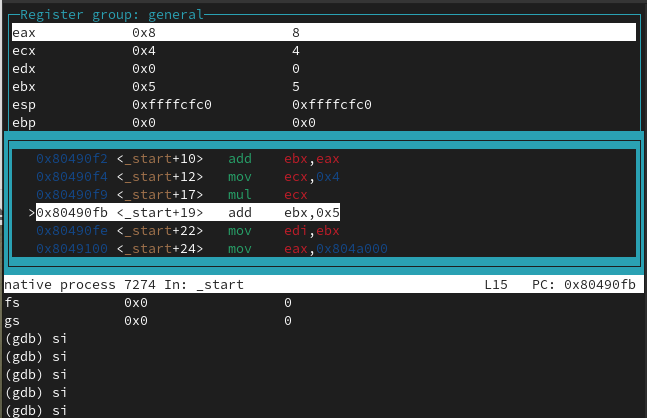 Register group: general
eax 0x8 8
ecx 0x4 4
edx 0x0 0
ebx 0x5 5
esp 0xffffcfc0 0xffffcfc0
ebp 0x0 0x0
0x80490f2 <_start+10> add ebx,eax
0x80490f4 <_start+12> mov ecx,0x4
0x80490f9 <_start+17> mul ecx
>0x80490fb <_start+19> add ebx,0x5
0x80490fe <_start+22> mov edi,ebx
0x8049100 <_start+24> mov eax,0x804a000
native process 7274 In: _start L15 PC: 0x80490fb
fs 0x0 0
gs 0x0 0
(gdb) si
(gdb) si
(gdb) si
(gdb) si
(gdb) si